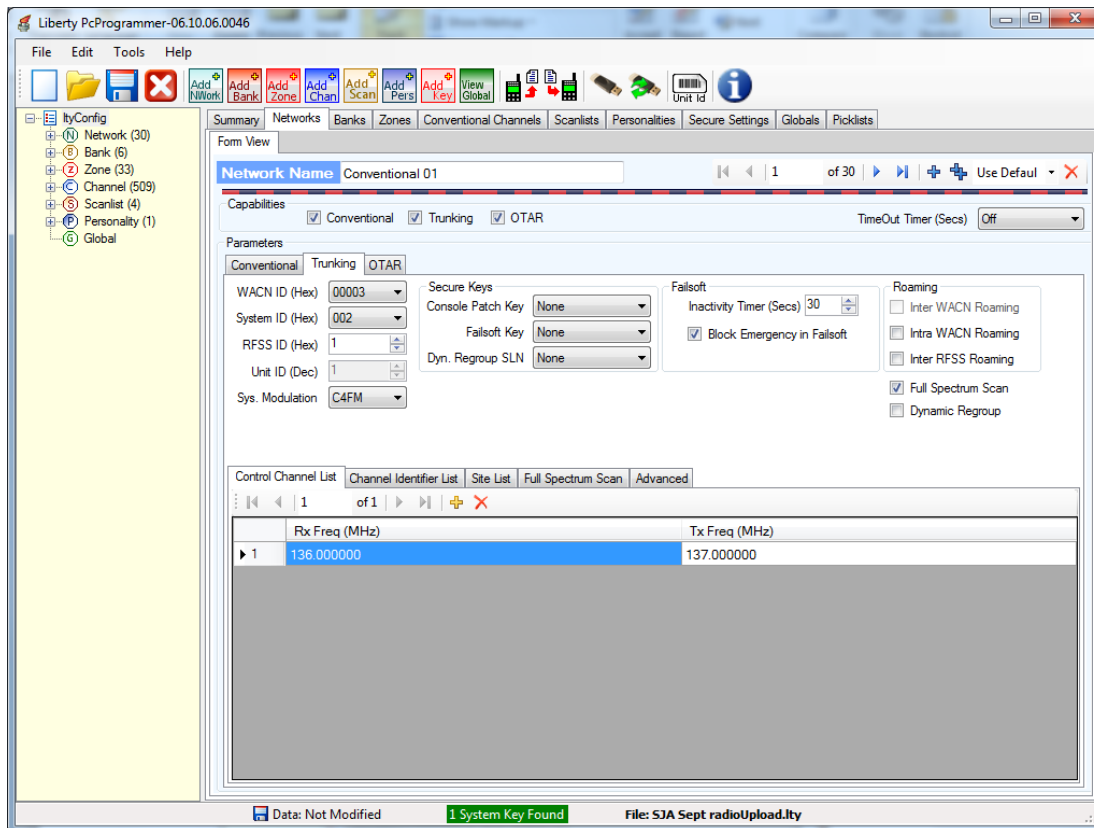 Liberty PcProgrammer-06.10.06.0046
File Edit Tools Help
Add NWork Add Bank Add Zone Add Chan Add Scan Add Pers Add Key View Global Unit Id
ltyConfig
Network (30)
Bank (6)
Zone (33)
Channel (509)
Scanlist (4)
Personality (1)
Global
Summary Networks Banks Zones Conventional Channels Scanlists Personalities Secure Settings Globals Picklists
Form View
Network Name Conventional 01 1 of 30 Use Defaul
Capabilities
Conventional Trunking OTAR TimeOut Timer (Secs) Off
Parameters
Conventional Trunking OTAR
WACN ID (Hex) 00003
System ID (Hex) 002
RFSS ID (Hex) 1
Unit ID (Dec) 1
Sys. Modulation C4FM
Secure Keys
Console Patch Key None
Failsoft Key None
Dyn. Regroup SLN None
Failsoft
Inactivity Timer (Secs) 30
Block Emergency in Failsoft
Roaming
Inter WACN Roaming
Intra WACN Roaming
Inter RFSS Roaming
Full Spectrum Scan
Dynamic Regroup
Control Channel List Channel Identifier List Site List Full Spectrum Scan Advanced
1 of 1
Rx Freq (MHz) Tx Freq (MHz)
1 136.000000 137.000000
Data: Not Modified 1 System Key Found File: SJA Sept radioUpload.lty